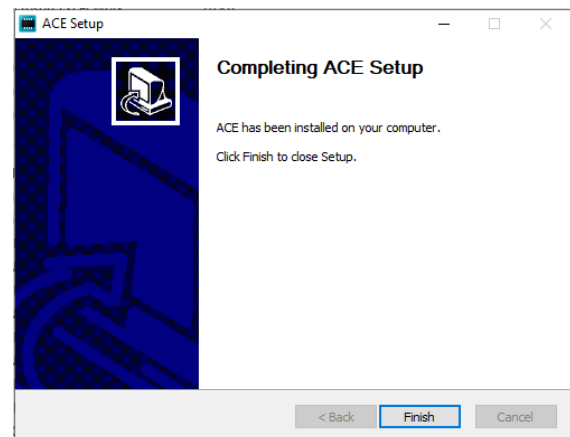 ACE Setup
Completing ACE Setup
ACE has been installed on your computer.
Click Finish to close Setup.
< Back
Finish
Cancel